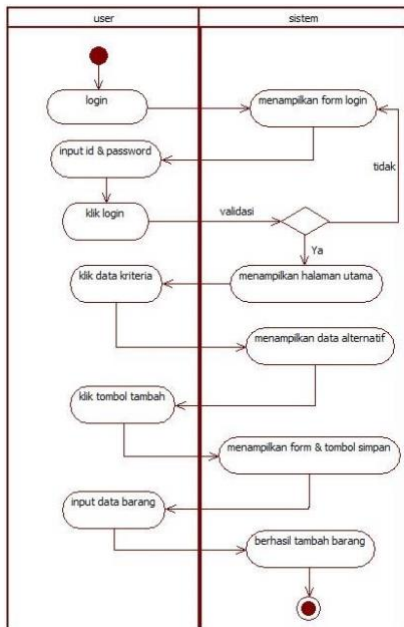 user
sistem
login
menampilkan form login
input id & password
tidak
klik login
validasi
Ya
klik data kriteria
menampilkan halaman utama
menampilkan data alternatif
klik tombol tambah
menampilkan form & tombol simpan
input data barang
berhasil tambah barang